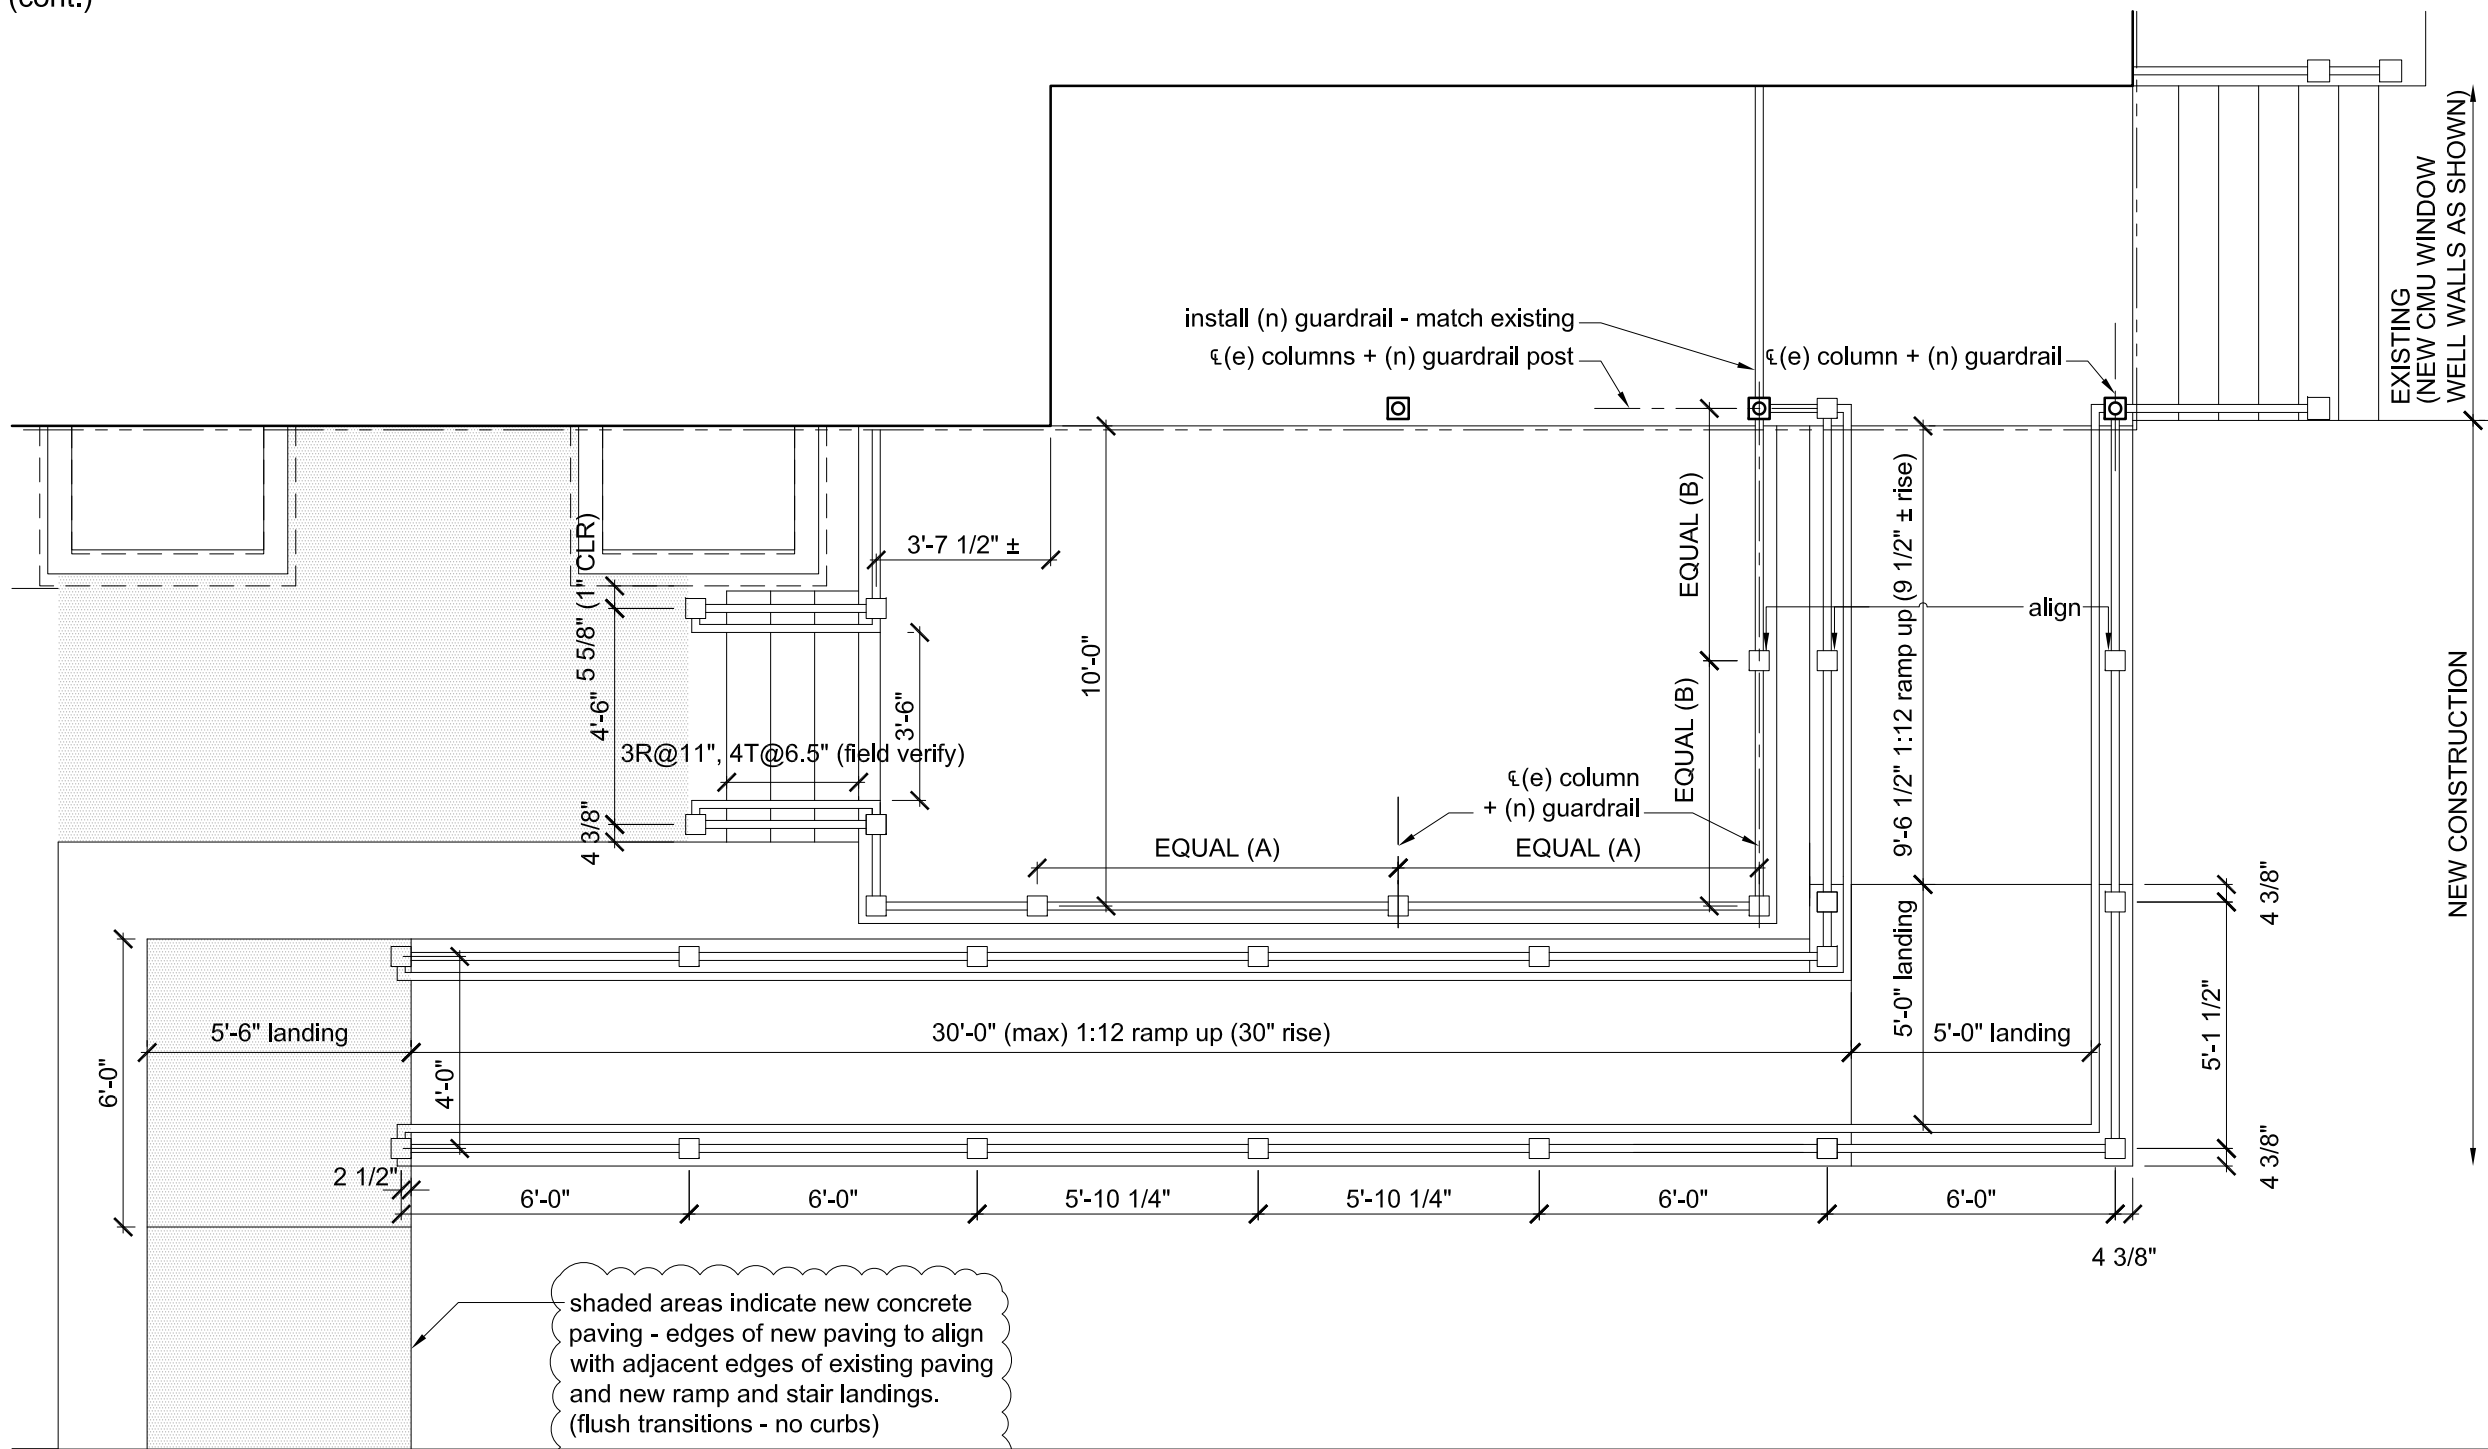 (cont.)
install (n) guardrail - match existing
℄(e) columns + (n) guardrail post
℄(e) column + (n) guardrail
EXISTING
(NEW CMU WINDOW
WELL WALLS AS SHOWN)
3'-7 1/2" ±
5 5/8" (1" CLR)
4'-6"
4 3/8"
3'-6"
3R@11", 4T@6.5" (field verify)
10'-0"
EQUAL (B)
EQUAL (B)
9'-6 1/2" 1:12 ramp up (9 1/2" ± rise)
align
℄(e) column
+ (n) guardrail
EQUAL (A)
EQUAL (A)
NEW CONSTRUCTION
4 3/8"
5'-1 1/2"
4 3/8"
5'-0" landing
6'-0"
5'-6" landing
4'-0"
30'-0" (max) 1:12 ramp up (30" rise)
5'-0" landing
2 1/2"
6'-0"
6'-0"
5'-10 1/4"
5'-10 1/4"
6'-0"
6'-0"
4 3/8"
shaded areas indicate new concrete
paving - edges of new paving to align
with adjacent edges of existing paving
and new ramp and stair landings.
(flush transitions - no curbs)